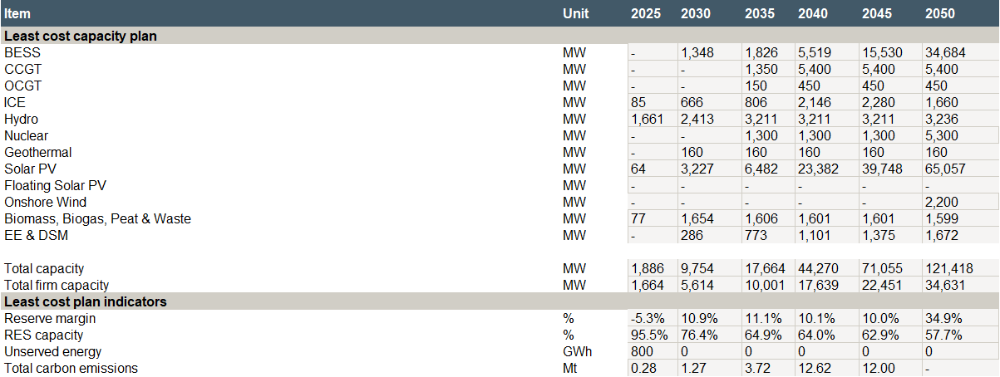 Item Unit 2025 2030 2035 2040 2045 2050
Least cost capacity plan
BESS MW - 1,348 1,826 5,519 15,530 34,684
CCGT MW - - 1,350 5,400 5,400 5,400
OCGT MW - - 150 450 450 450
ICE MW 85 666 806 2,146 2,280 1,660
Hydro MW 1,661 2,413 3,211 3,211 3,211 3,236
Nuclear MW - - 1,300 1,300 1,300 5,300
Geothermal MW - 160 160 160 160 160
Solar PV MW 64 3,227 6,482 23,382 39,748 65,057
Floating Solar PV MW - - - - - -
Onshore Wind MW - - - - - 2,200
Biomass, Biogas, Peat & Waste MW 77 1,654 1,606 1,601 1,601 1,599
EE & DSM MW - 286 773 1,101 1,375 1,672
Total capacity MW 1,886 9,754 17,664 44,270 71,055 121,418
Total firm capacity MW 1,664 5,614 10,001 17,639 22,451 34,631
Least cost plan indicators
Reserve margin % -5.3% 10.9% 11.1% 10.1% 10.0% 34.9%
RES capacity % 95.5% 76.4% 64.9% 64.0% 62.9% 57.7%
Unserved energy GWh 800 0 0 0 0 0
Total carbon emissions Mt 0.28 1.27 3.72 12.62 12.00 -